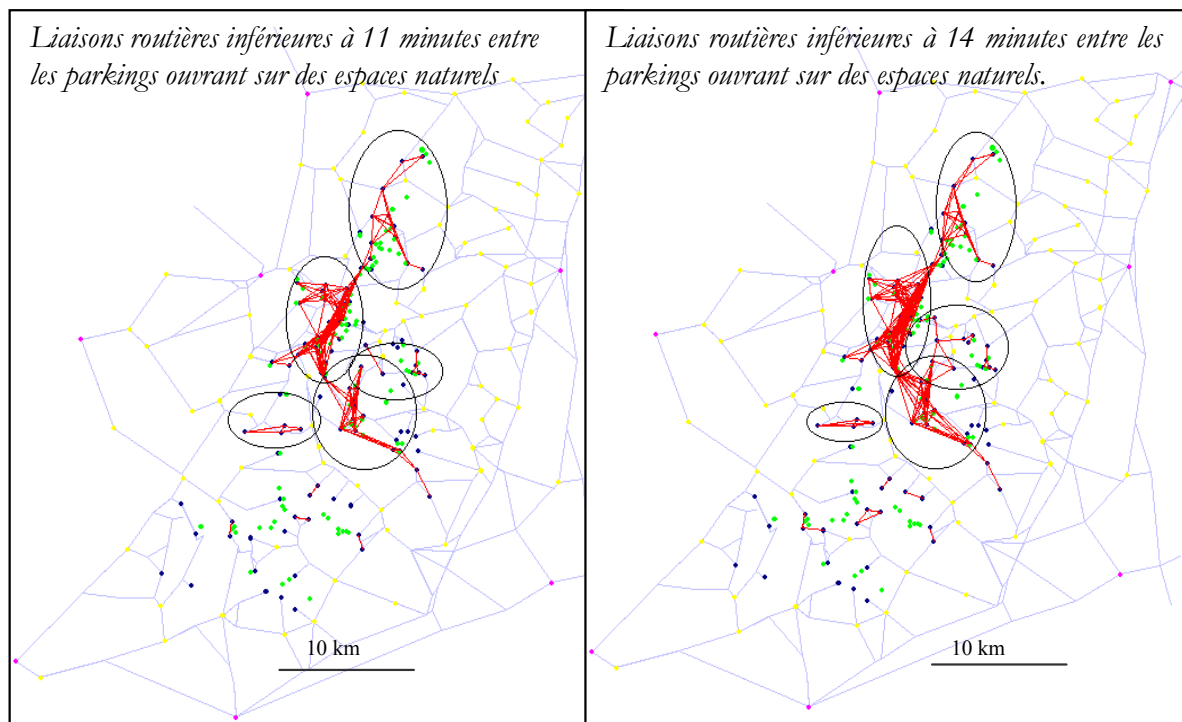 Liaisons routières inférieures à 11 minutes entre
les parkings ouvrant sur des espaces naturels
10 km
Liaisons routières inférieures à 14 minutes entre les
parkings ouvrant sur des espaces naturels.
10 km